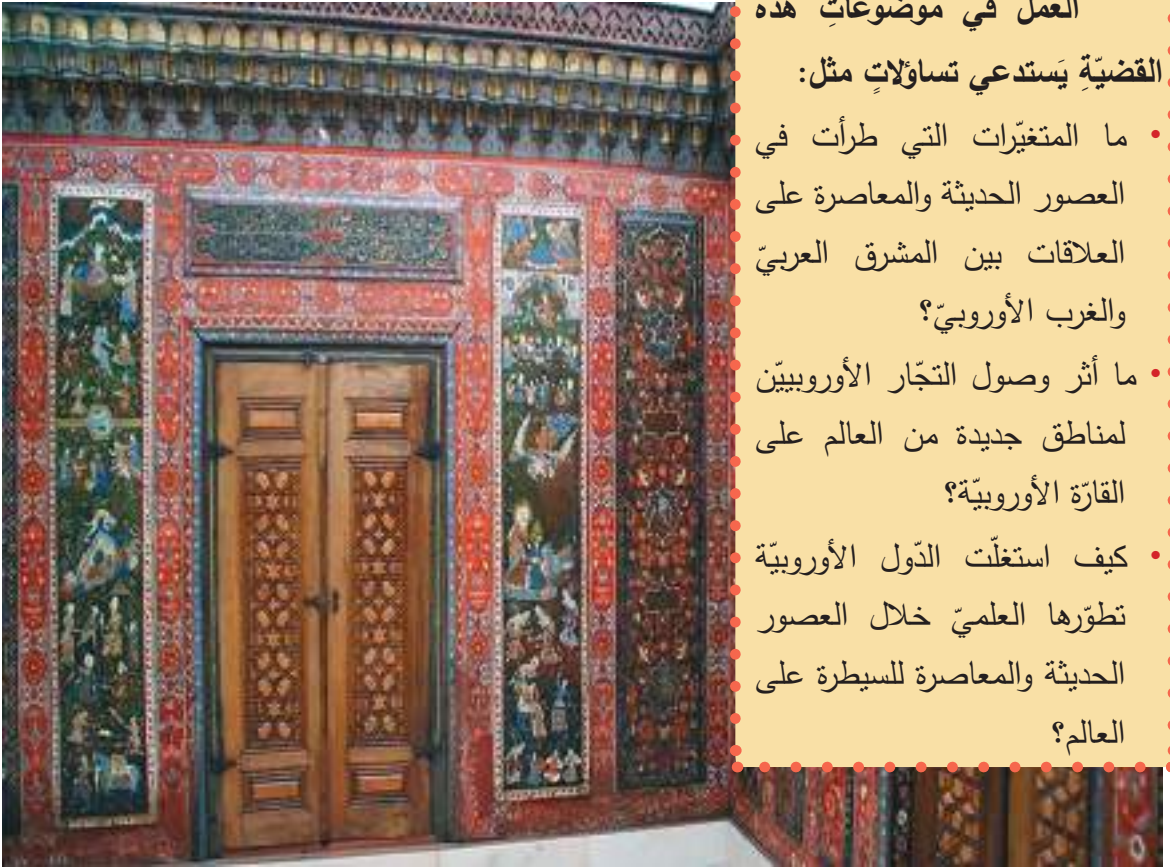 العمل في موضوعاتِ هذه
القضيّةِ يَستدعي تساؤلاتٍ مثل:
• ما المتغيّرات التي طرأت في
العصور الحديثة والمعاصرة على
العلاقات بين المشرق العربيّ
والغرب الأوروبيّ؟
• ما أثر وصول التجّار الأوروبييّن
لمناطق جديدة من العالم على
القارّة الأوروبيّة؟
• كيف استغلّت الدّول الأوروبيّة
تطوّرها العلميّ خلال العصور
الحديثة والمعاصرة للسيطرة على
العالم؟